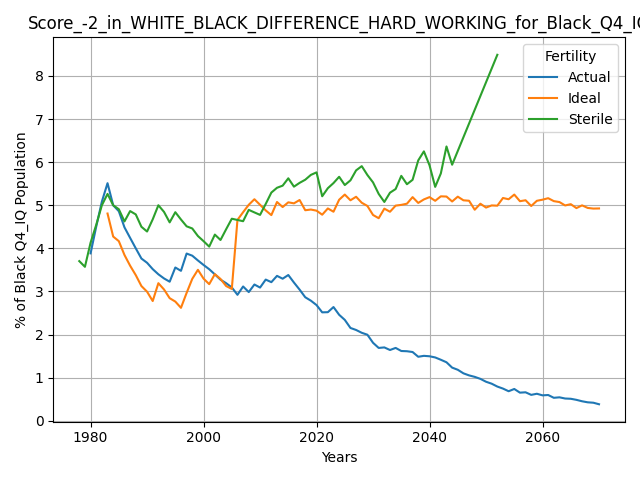 Score_-2_in_WHITE_BLACK_DIFFERENCE_HARD_WORKING_for_Black_Q4_IQ
Fertility
Actual
Ideal
Sterile
% of Black Q4_IQ Population
8
7
6
5
4
3
2
1
0
1980 2000 2020 2040 2060
Years